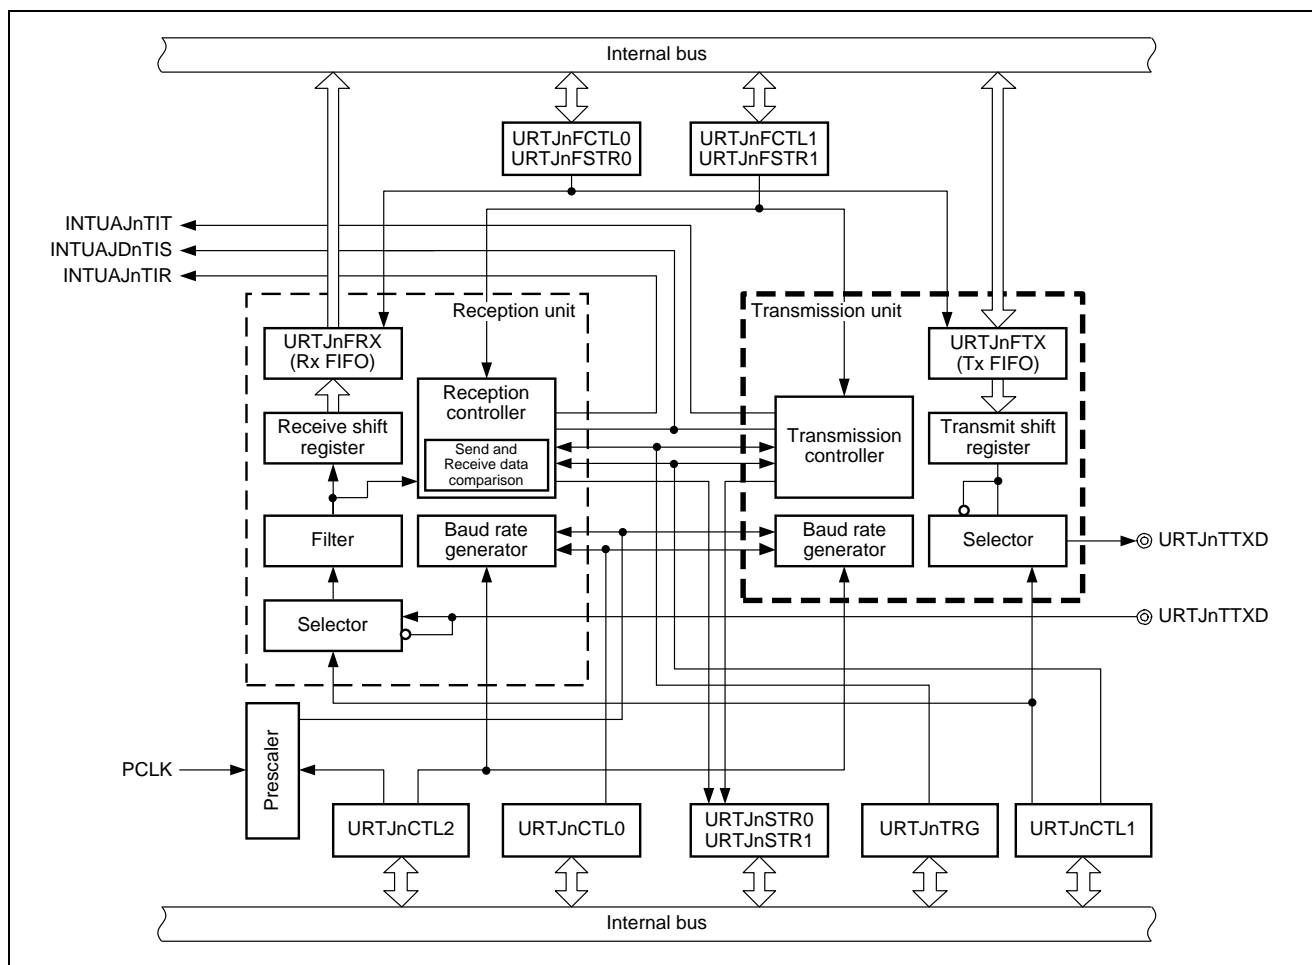 Internal bus
URTJnFCTL0
URTJnFSTR0
URTJnFCTL1
URTJnFSTR1
INTUAJnTIT
INTUAJDnTIS
INTUAJnTIR
Reception unit
Transmission unit
URTJnFRX
(Rx FIFO)
URTJnFTX
(Tx FIFO)
Reception
controller
Send and
Receive data
comparison
Receive shift
register
Transmission
controller
Transmit shift
register
Filter
Baud rate
generator
Baud rate
generator
Selector
URTJnTTXD
Selector
URTJnTTXD
Prescaler
PCLK
URTJnCTL2
URTJnCTL0
URTJnSTR0
URTJnSTR1
URTJnTRG
URTJnCTL1
Internal bus